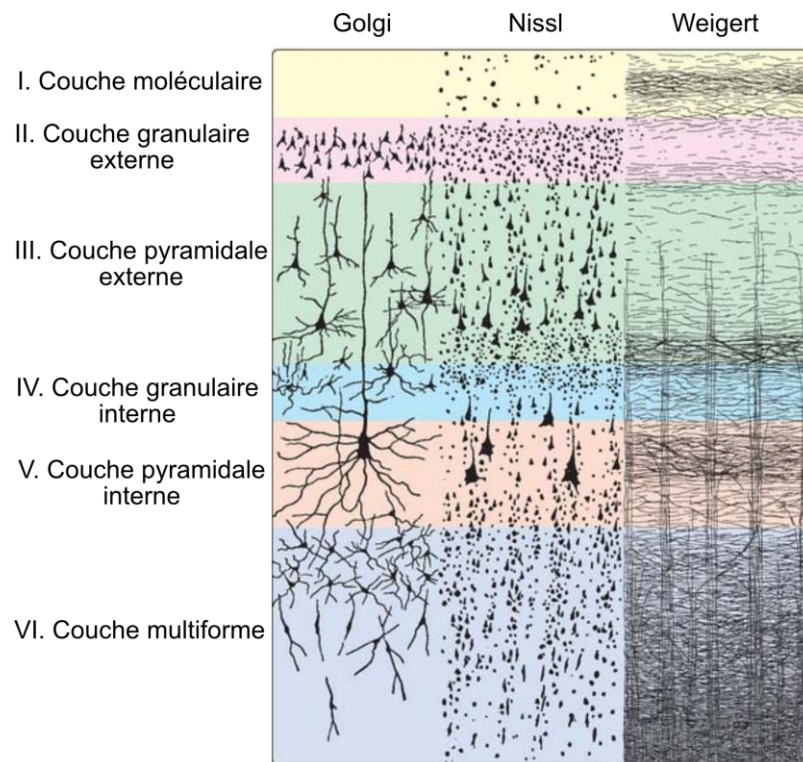 Golgi Nissl Weigert
I. Couche moléculaire
II. Couche granulaire
externe
III. Couche pyramidale
externe
IV. Couche granulaire
interne
V. Couche pyramidale
interne
VI. Couche multiforme